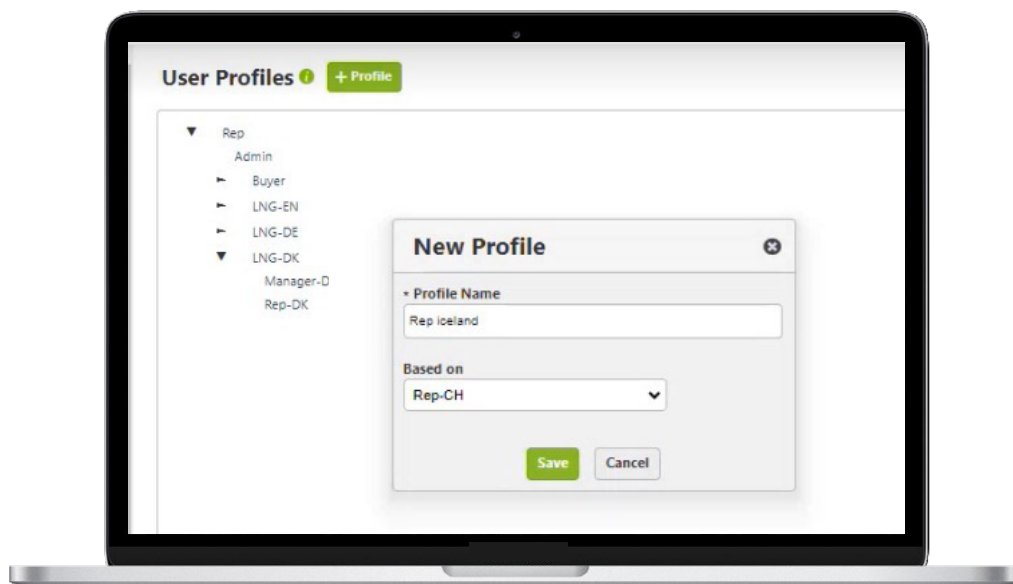 User Profiles i + Profile
Rep
Admin
Buyer
LNG-EN
LNG-DE
LNG-DK
Manager-D
Rep-DK
New Profile
* Profile Name
Rep iceland
Based on
Rep-CH
Save Cancel